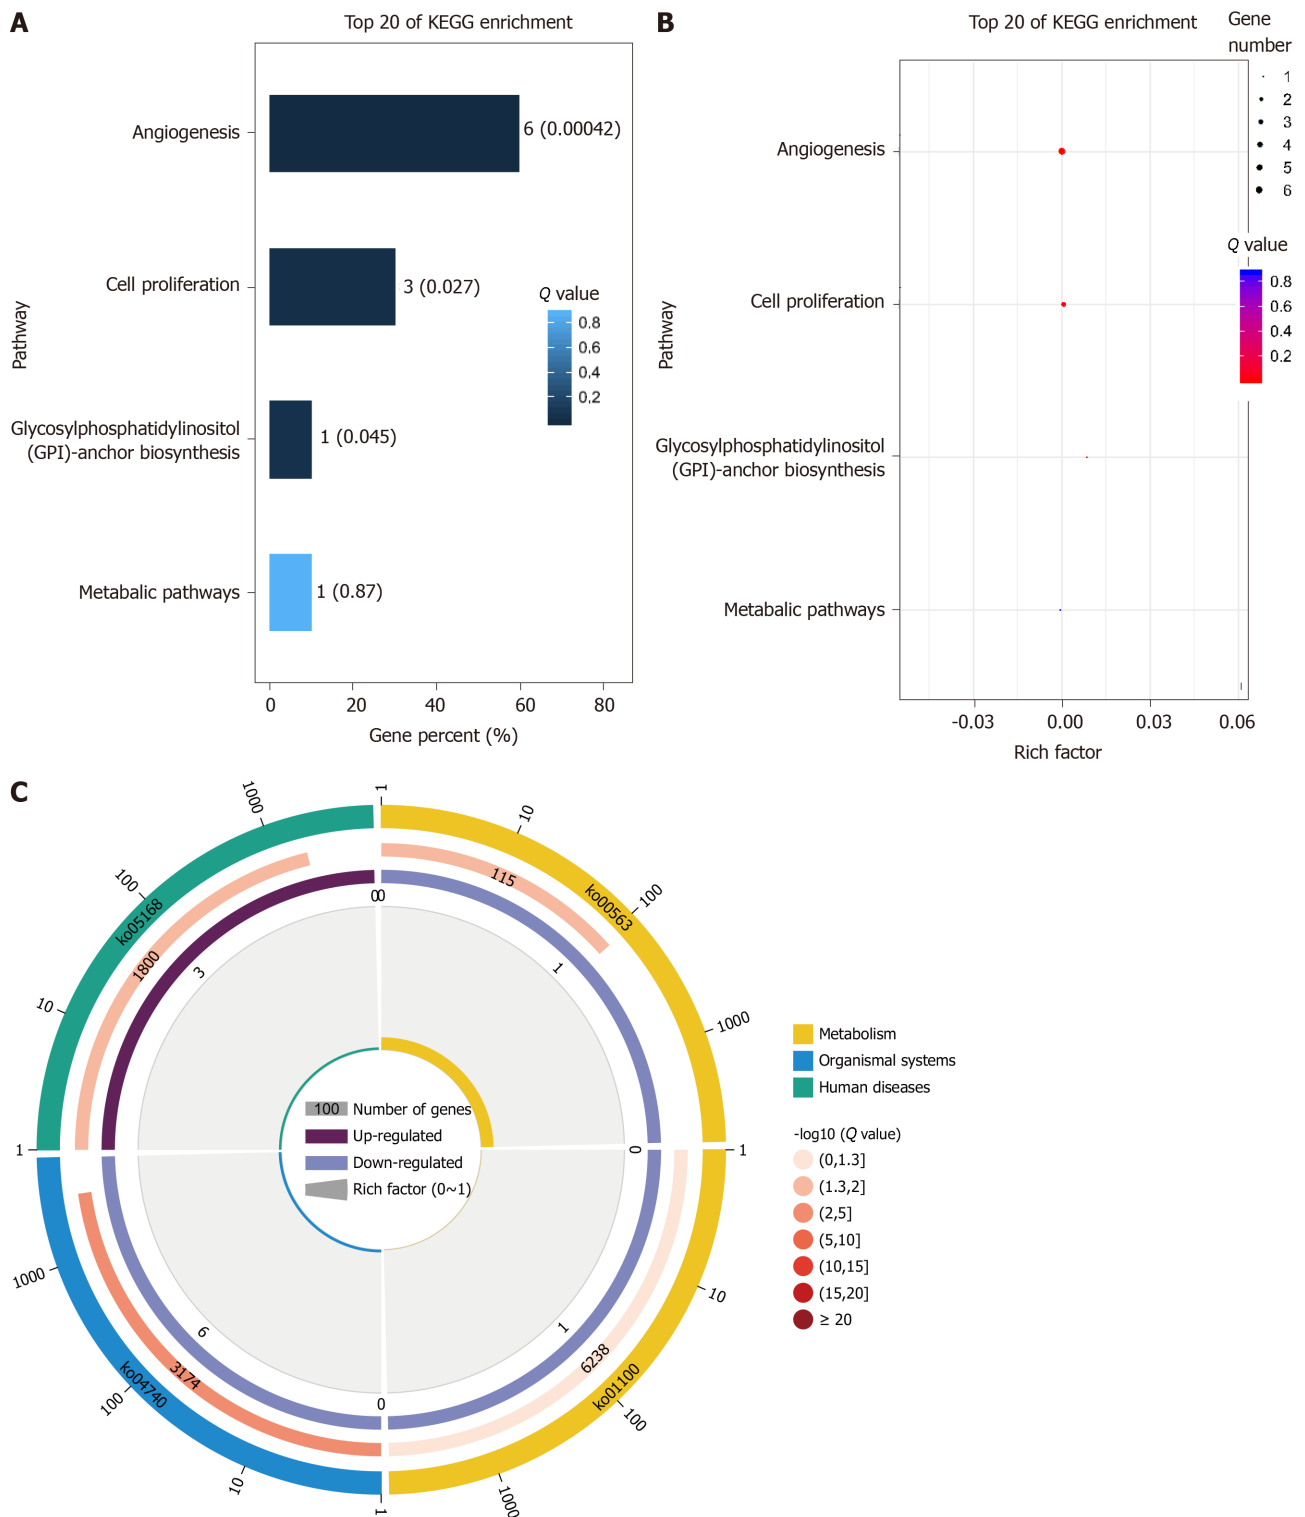 A
Top 20 of KEGG enrichment
Angiogenesis
6 (0.00042)
Cell proliferation
3 (0.027)
Glycosylphosphatidylinositol
(GPI)-anchor biosynthesis
1 (0.045)
Metabalic pathways
1 (0.87)
Pathway
Q value
0.8
0.6
0.4
0.2
0
20
40
60
80
Gene percent (%)
B
Top 20 of KEGG enrichment
Gene
number
1
2
3
4
5
6
Angiogenesis
Cell proliferation
Glycosylphosphatidylinositol
(GPI)-anchor biosynthesis
Metabalic pathways
Pathway
Q value
0.8
0.6
0.4
0.2
-0.03
0.00
0.03
0.06
Rich factor
C
1
10
100
1000
ko00563
115
1
0
1
10
100
1000
ko01100
6238
1
0
1
10
100
1000
ko04740
3174
6
0
1
10
100
1000
ko05168
1800
3
0
100 Number of genes
Up-regulated
Down-regulated
Rich factor (0~1)
Metabolism
Organismal systems
Human diseases
-log10 (Q value)
(0,1.3]
(1.3,2]
(2,5]
(5,10]
(10,15]
(15,20]
≥ 20